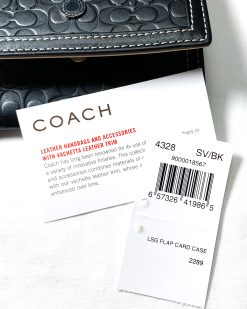 COACH
LEATHER HANDBAGS AND ACCESSORIES
WITH VACHETTA LEATHER TRIM
Coach has long been renowned for its use of
a variety of innovative finishes. This collection
and accessories combines materials of
with our vachetta leather trim, whose
enhanced over time.
4328 SV/BK
9000018567
6 57326 41986 5
LSG FLAP CARD CASE
2289